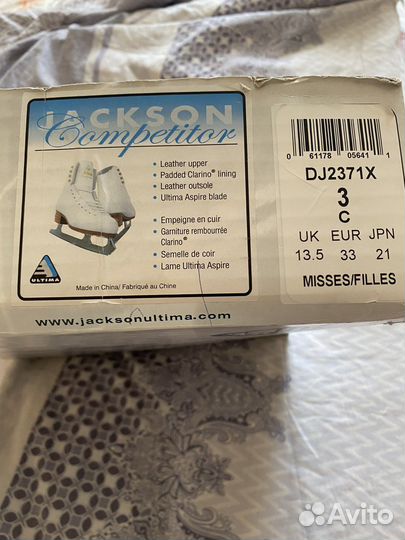 JACKSON
Competitor
• Leather upper
• Padded Clarino® lining
• Leather outsole
• Ultima Aspire blade
• Empeigne en cuir
• Garniture rembourrée
Clarino®
• Semelle de coir
• Lame Ultima Aspire
ULTIMA
Made in China/ Fabriqué au Chine
www.jacksonultima.com
0 61178 05641 1
DJ2371X
3
C
UK EUR JPN
13.5 33 21
MISSES/FILLES
Avito